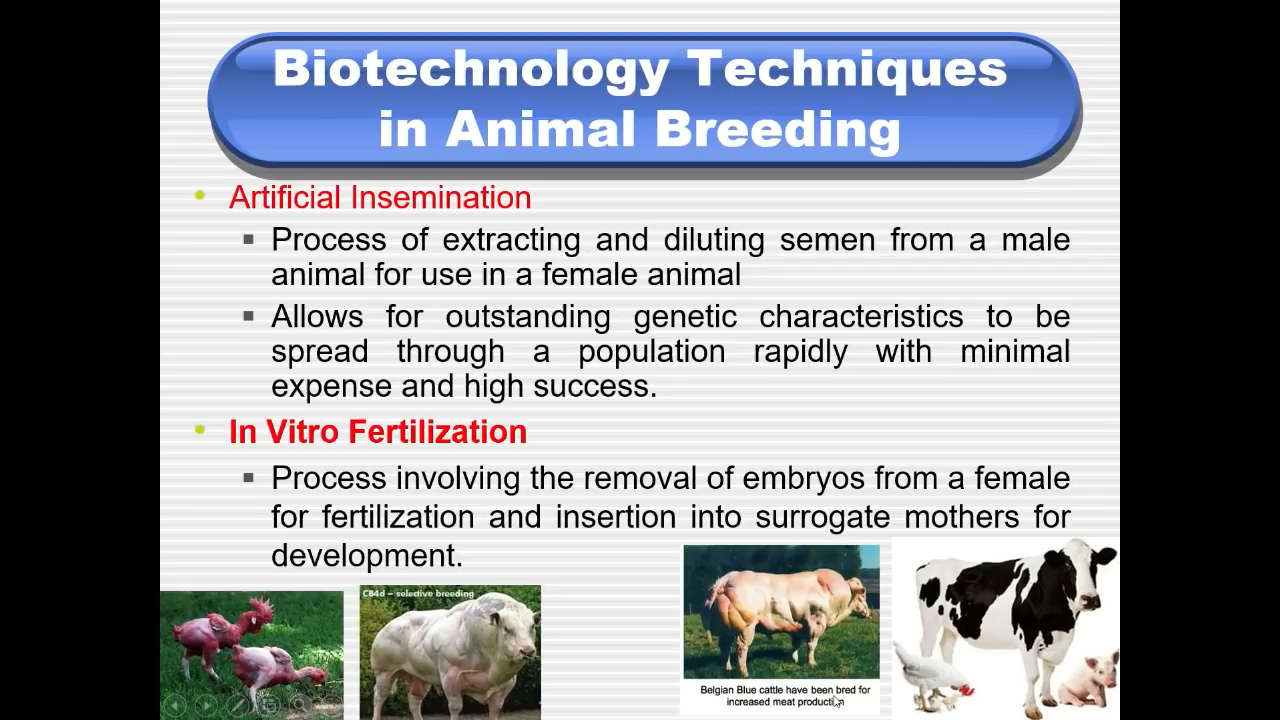 Biotechnology Techniques
in Animal Breeding
Artificial Insemination
Process of extracting and diluting semen from a male
animal for use in a female animal
Allows for outstanding genetic characteristics to be
spread through a population rapidly with minimal
expense and high success.
In Vitro Fertilization
Process involving the removal of embryos from a female
for fertilization and insertion into surrogate mothers for
development.
CB4d – selective breeding
Belgian Blue cattle have been bred for
increased meat production